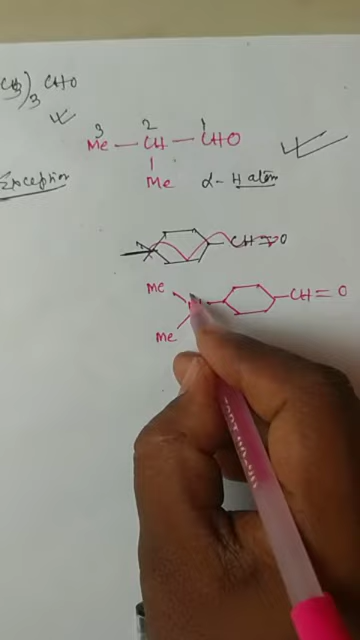 CH3)3 CHO
3 2 1
Me — CH — CHO
Me α-H atom
Exception
CH=O
Me
CH=O
Me